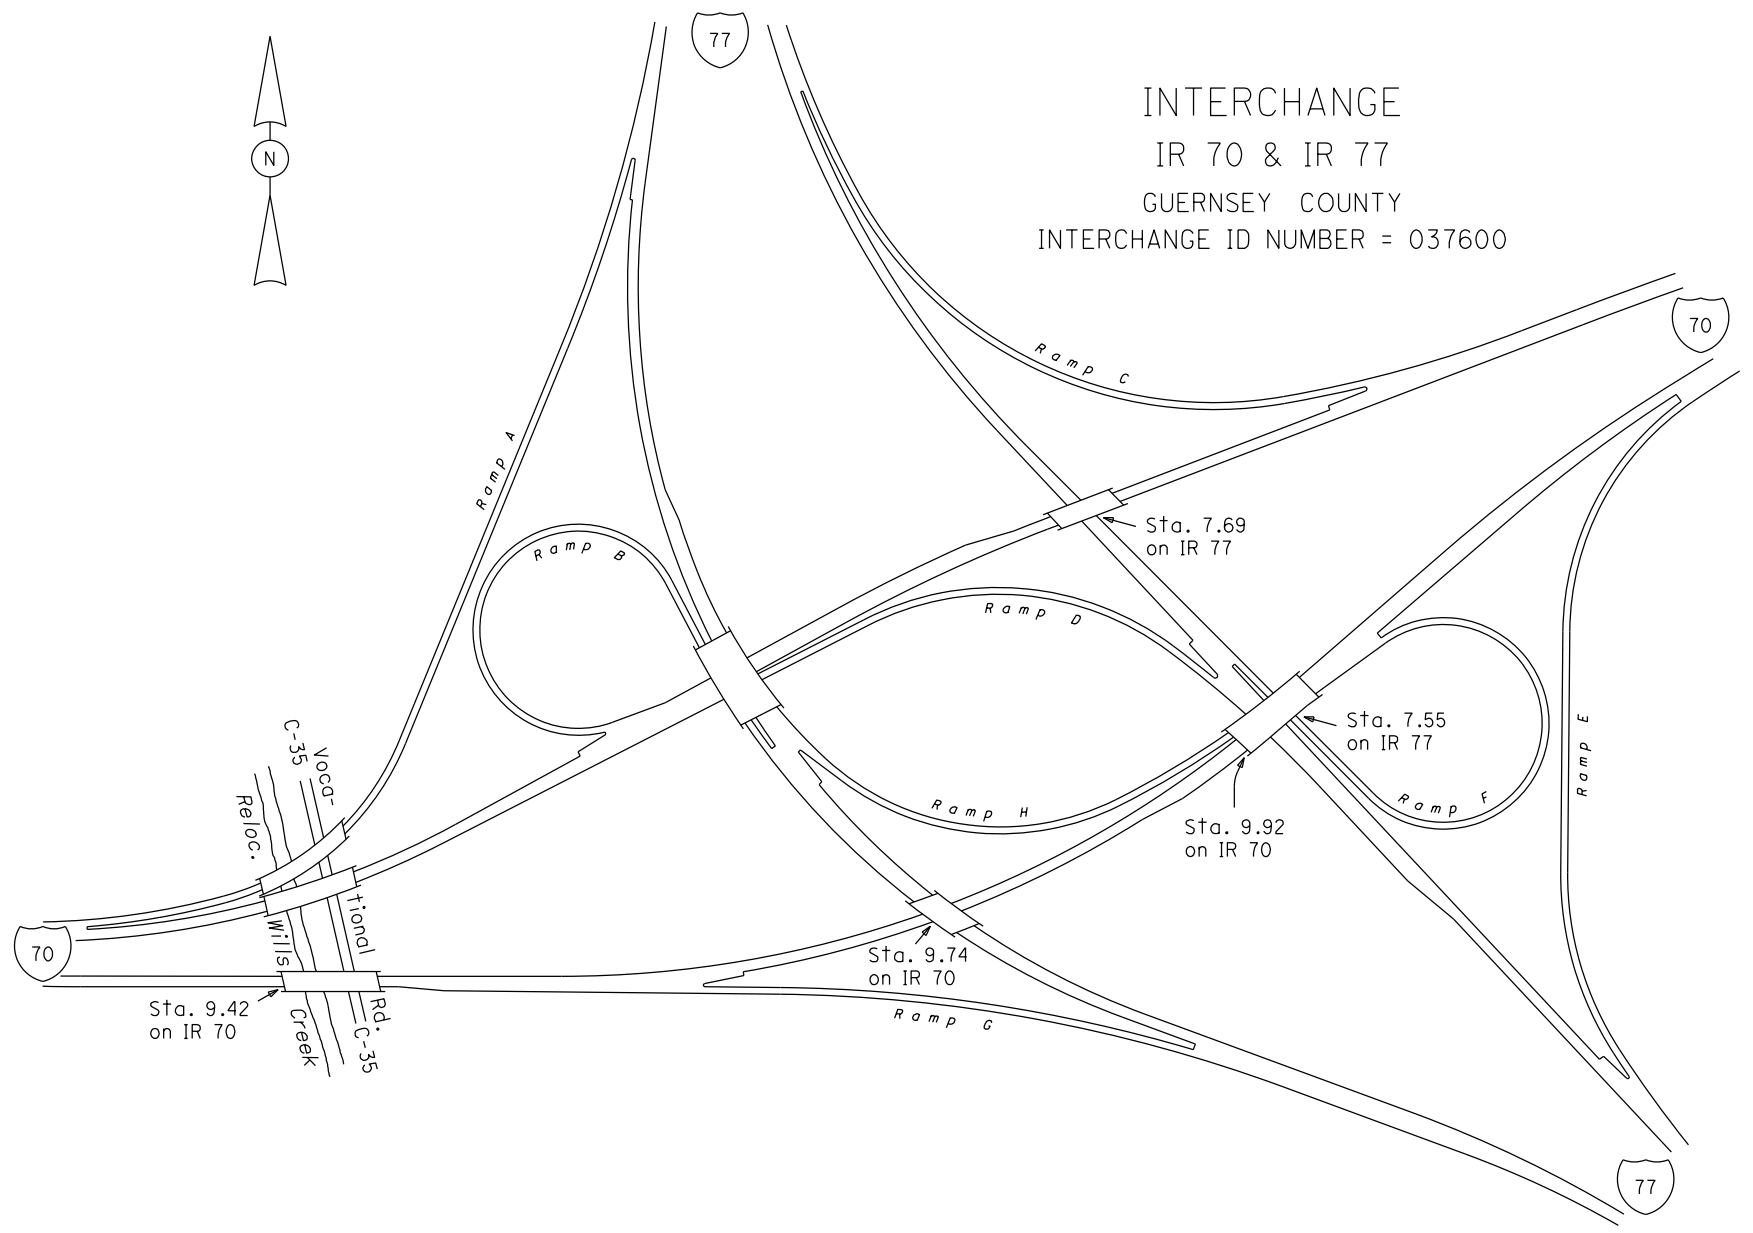 77
INTERCHANGE
IR 70 & IR 77
GUERNSEY COUNTY
INTERCHANGE ID NUMBER = 037600
N
70
Ramp C
Ramp A
Sta. 7.69
on IR 77
Ramp B
Ramp D
Sta. 7.55
on IR 77
Ramp E
C-35
Voca-
Reloc.
Ramp H
Ramp F
Sta. 9.92
on IR 70
tional
Wills
70
Sta. 9.74
on IR 70
Sta. 9.42
on IR 70
Rd.
Creek
C-35
Ramp G
77